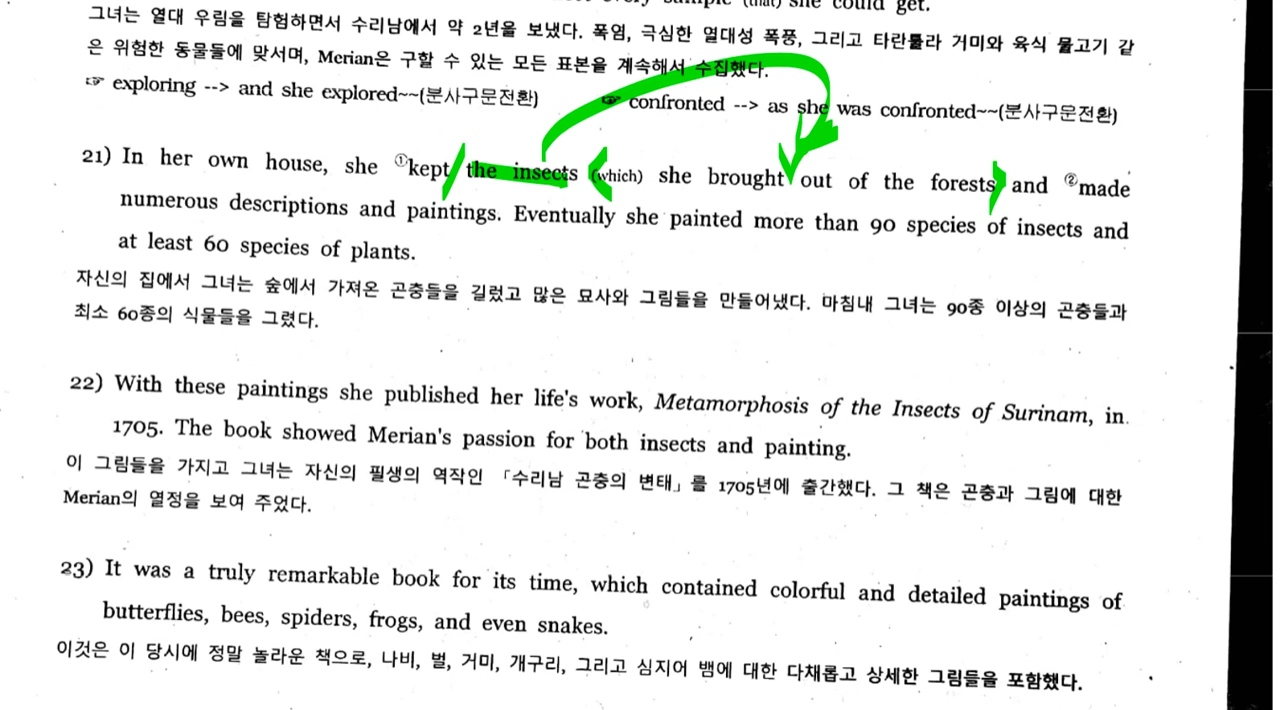 she could get.
그녀는 열대 우림을 탐험하면서 수리남에서 약 2년을 보냈다. 폭염, 극심한 열대성 폭풍, 그리고 타란툴라 거미와 육식 물고기 같
은 위험한 동물들에 맞서며, Merian은 구할 수 있는 모든 표본을 계속해서 수집했다.
☞ exploring --> and she explored~~(분사구문전환) ☞ confronted --> as she was confronted~~(분사구문전환)
21) In her own house, she ①kept the insects (which) she brought out of the forests and ②made
numerous descriptions and paintings. Eventually she painted more than 90 species of insects and
at least 60 species of plants.
자신의 집에서 그녀는 숲에서 가져온 곤충들을 길렀고 많은 묘사와 그림들을 만들어냈다. 마침내 그녀는 90종 이상의 곤충들과
최소 60종의 식물들을 그렸다.
22) With these paintings she published her life's work, Metamorphosis of the Insects of Surinam, in
1705. The book showed Merian's passion for both insects and painting.
이 그림들을 가지고 그녀는 자신의 필생의 역작인 「수리남 곤충의 변태」를 1705년에 출간했다. 그 책은 곤충과 그림에 대한
Merian의 열정을 보여 주었다.
23) It was a truly remarkable book for its time, which contained colorful and detailed paintings of
butterflies, bees, spiders, frogs, and even snakes.
이것은 이 당시에 정말 놀라운 책으로, 나비, 벌, 거미, 개구리, 그리고 심지어 뱀에 대한 다채롭고 상세한 그림들을 포함했다.